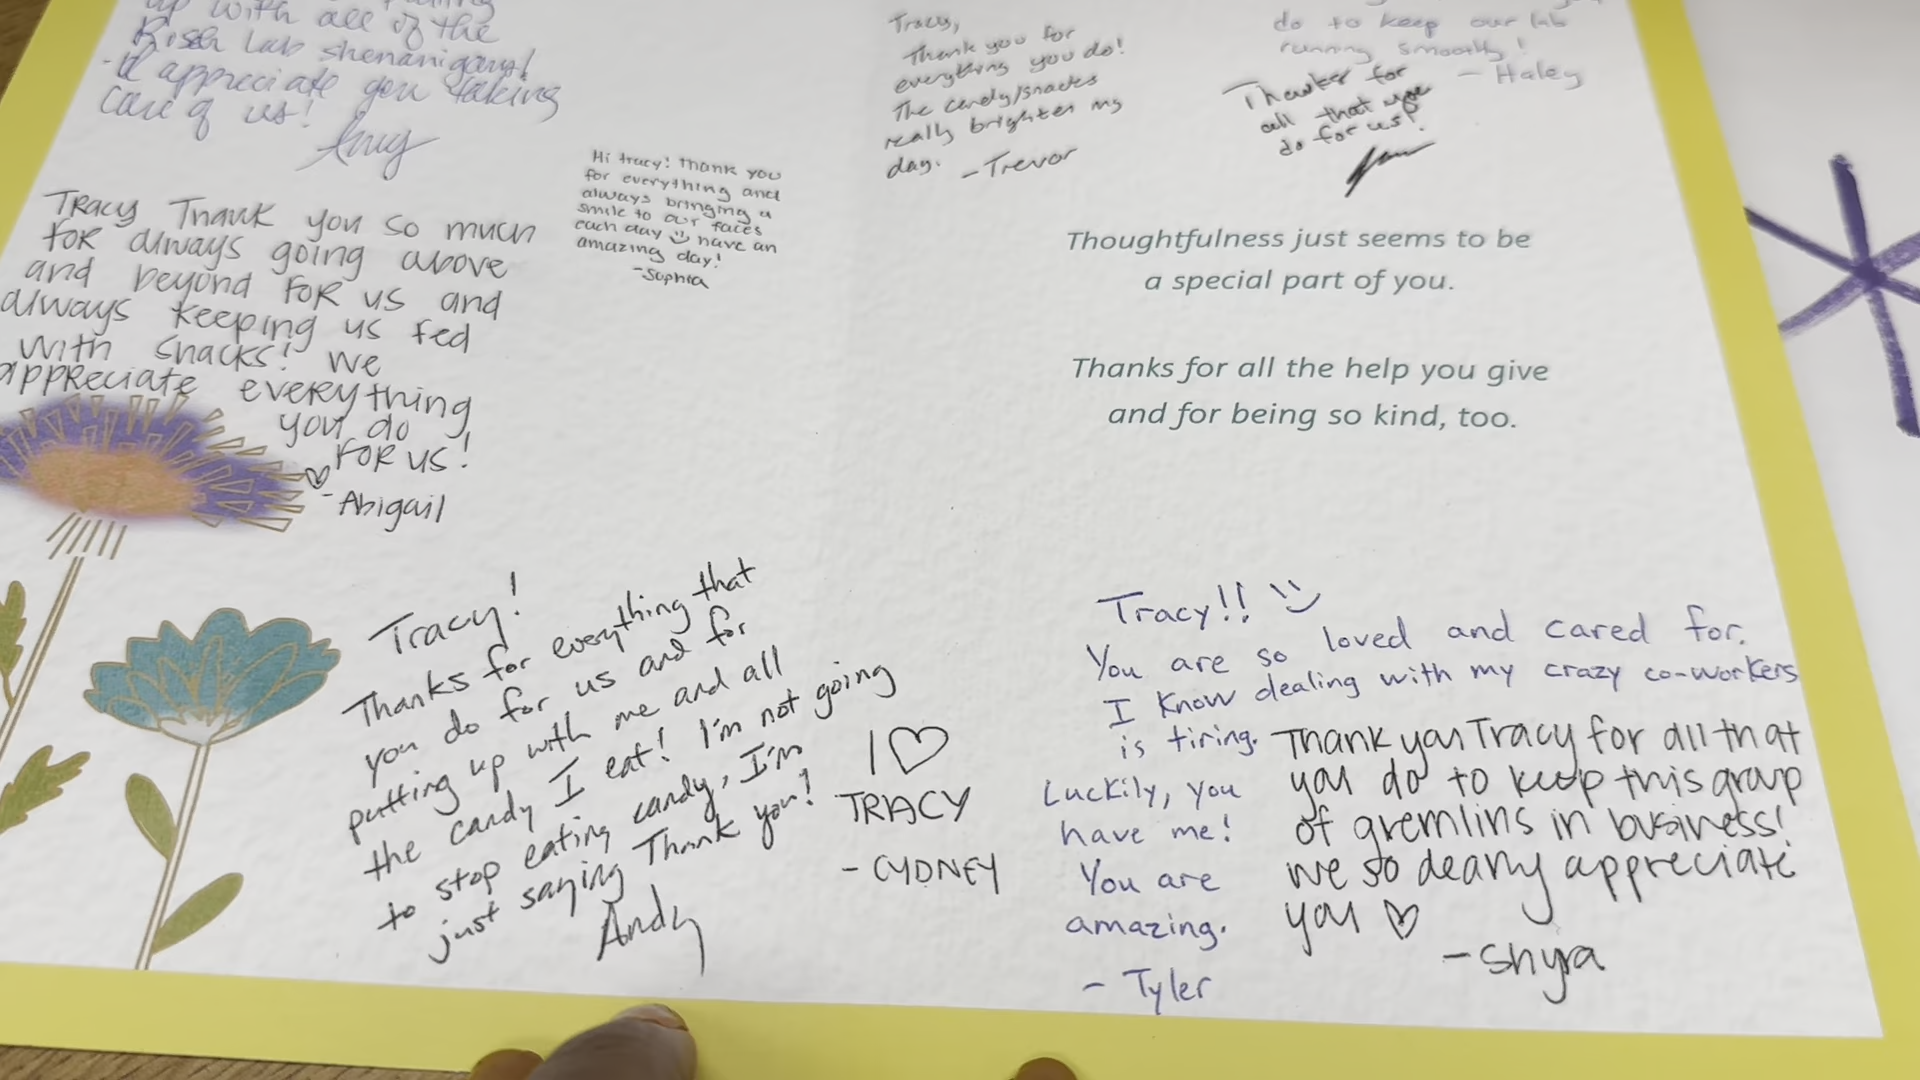 up with all of the
Risch Lab shenanigans!
I appreciate you taking
care of us!
Amy
Tracy Thank you so much
for always going above
and beyond for us and
always keeping us fed
with snacks! We
appreciate everything
you do
for us!
- Abigail
Hi tracy! thank you
for everything and
always bringing a
smile to our faces
each day have an
amazing day!
-Sophia
Tracy!
Thanks for everything that
you do for us and for
putting up with me and all
the candy I eat! I'm not going
to stop eating candy, I'm
just saying Thank you!
Andy
I ♡
TRACY
- CYDNEY
Tracy,
Thank you for
everything you do!
The candy/snacks
really brighten my
day.
-Trevor
do to keep our lab
running smoothly!
- Haley
Thanks for
all that you
do for us!
Thoughtfulness just seems to be
a special part of you.
Thanks for all the help you give
and for being so kind, too.
Tracy!!
You are so loved and cared for.
I know dealing with my crazy co-workers
is tiring.
Luckily, you
have me!
You are
amazing.
- Tyler
Thank you Tracy for all that
you do to keep this group
of gremlins in business!
we so dearly appreciate
you ♡
- Shyra